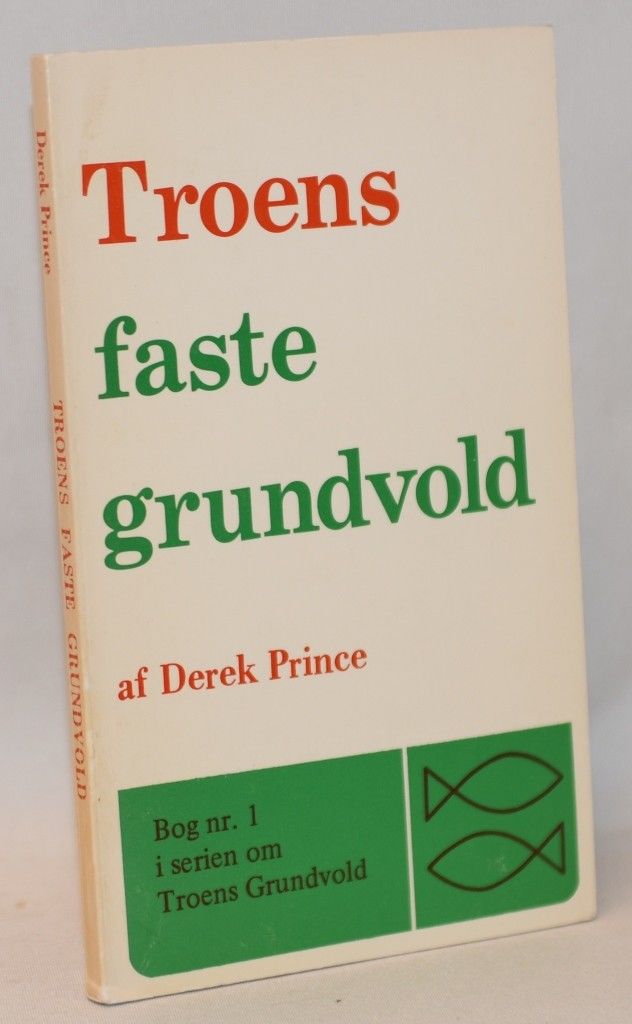 Troens
faste
grundvold
af Derek Prince
Bog nr. 1
i serien om
Troens Grundvold
Derek Prince
TROENS FASTE GRUNDVOLD